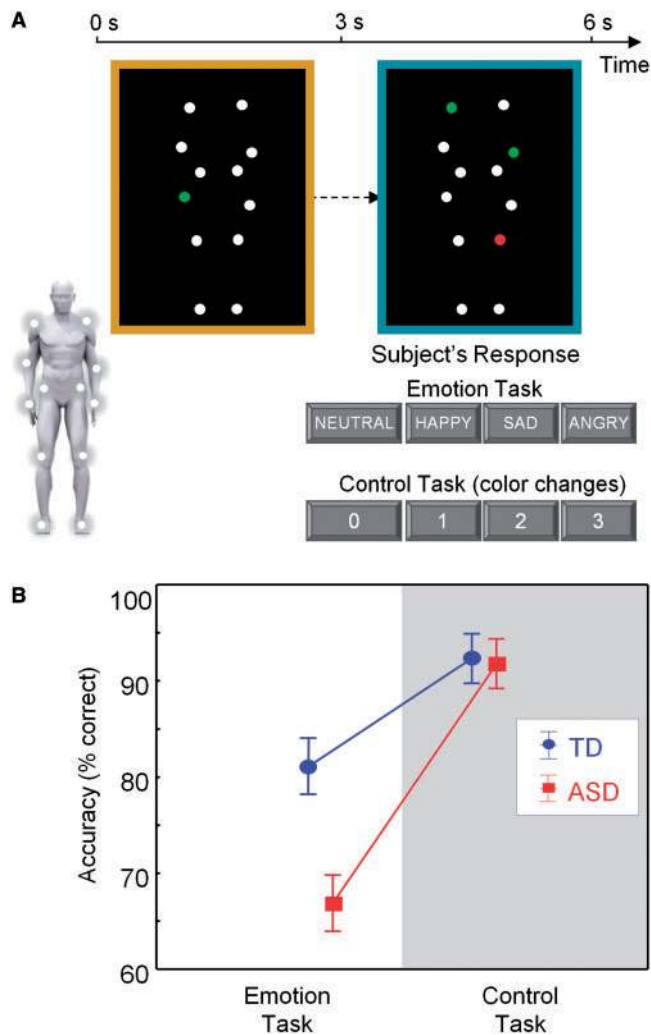 A
0 s 3 s 6 s
Time
Subject's Response
Emotion Task
NEUTRAL HAPPY SAD ANGRY
Control Task (color changes)
0 1 2 3
B
Accuracy (% correct)
100
90
80
70
60
TD
ASD
Emotion Task
Control Task